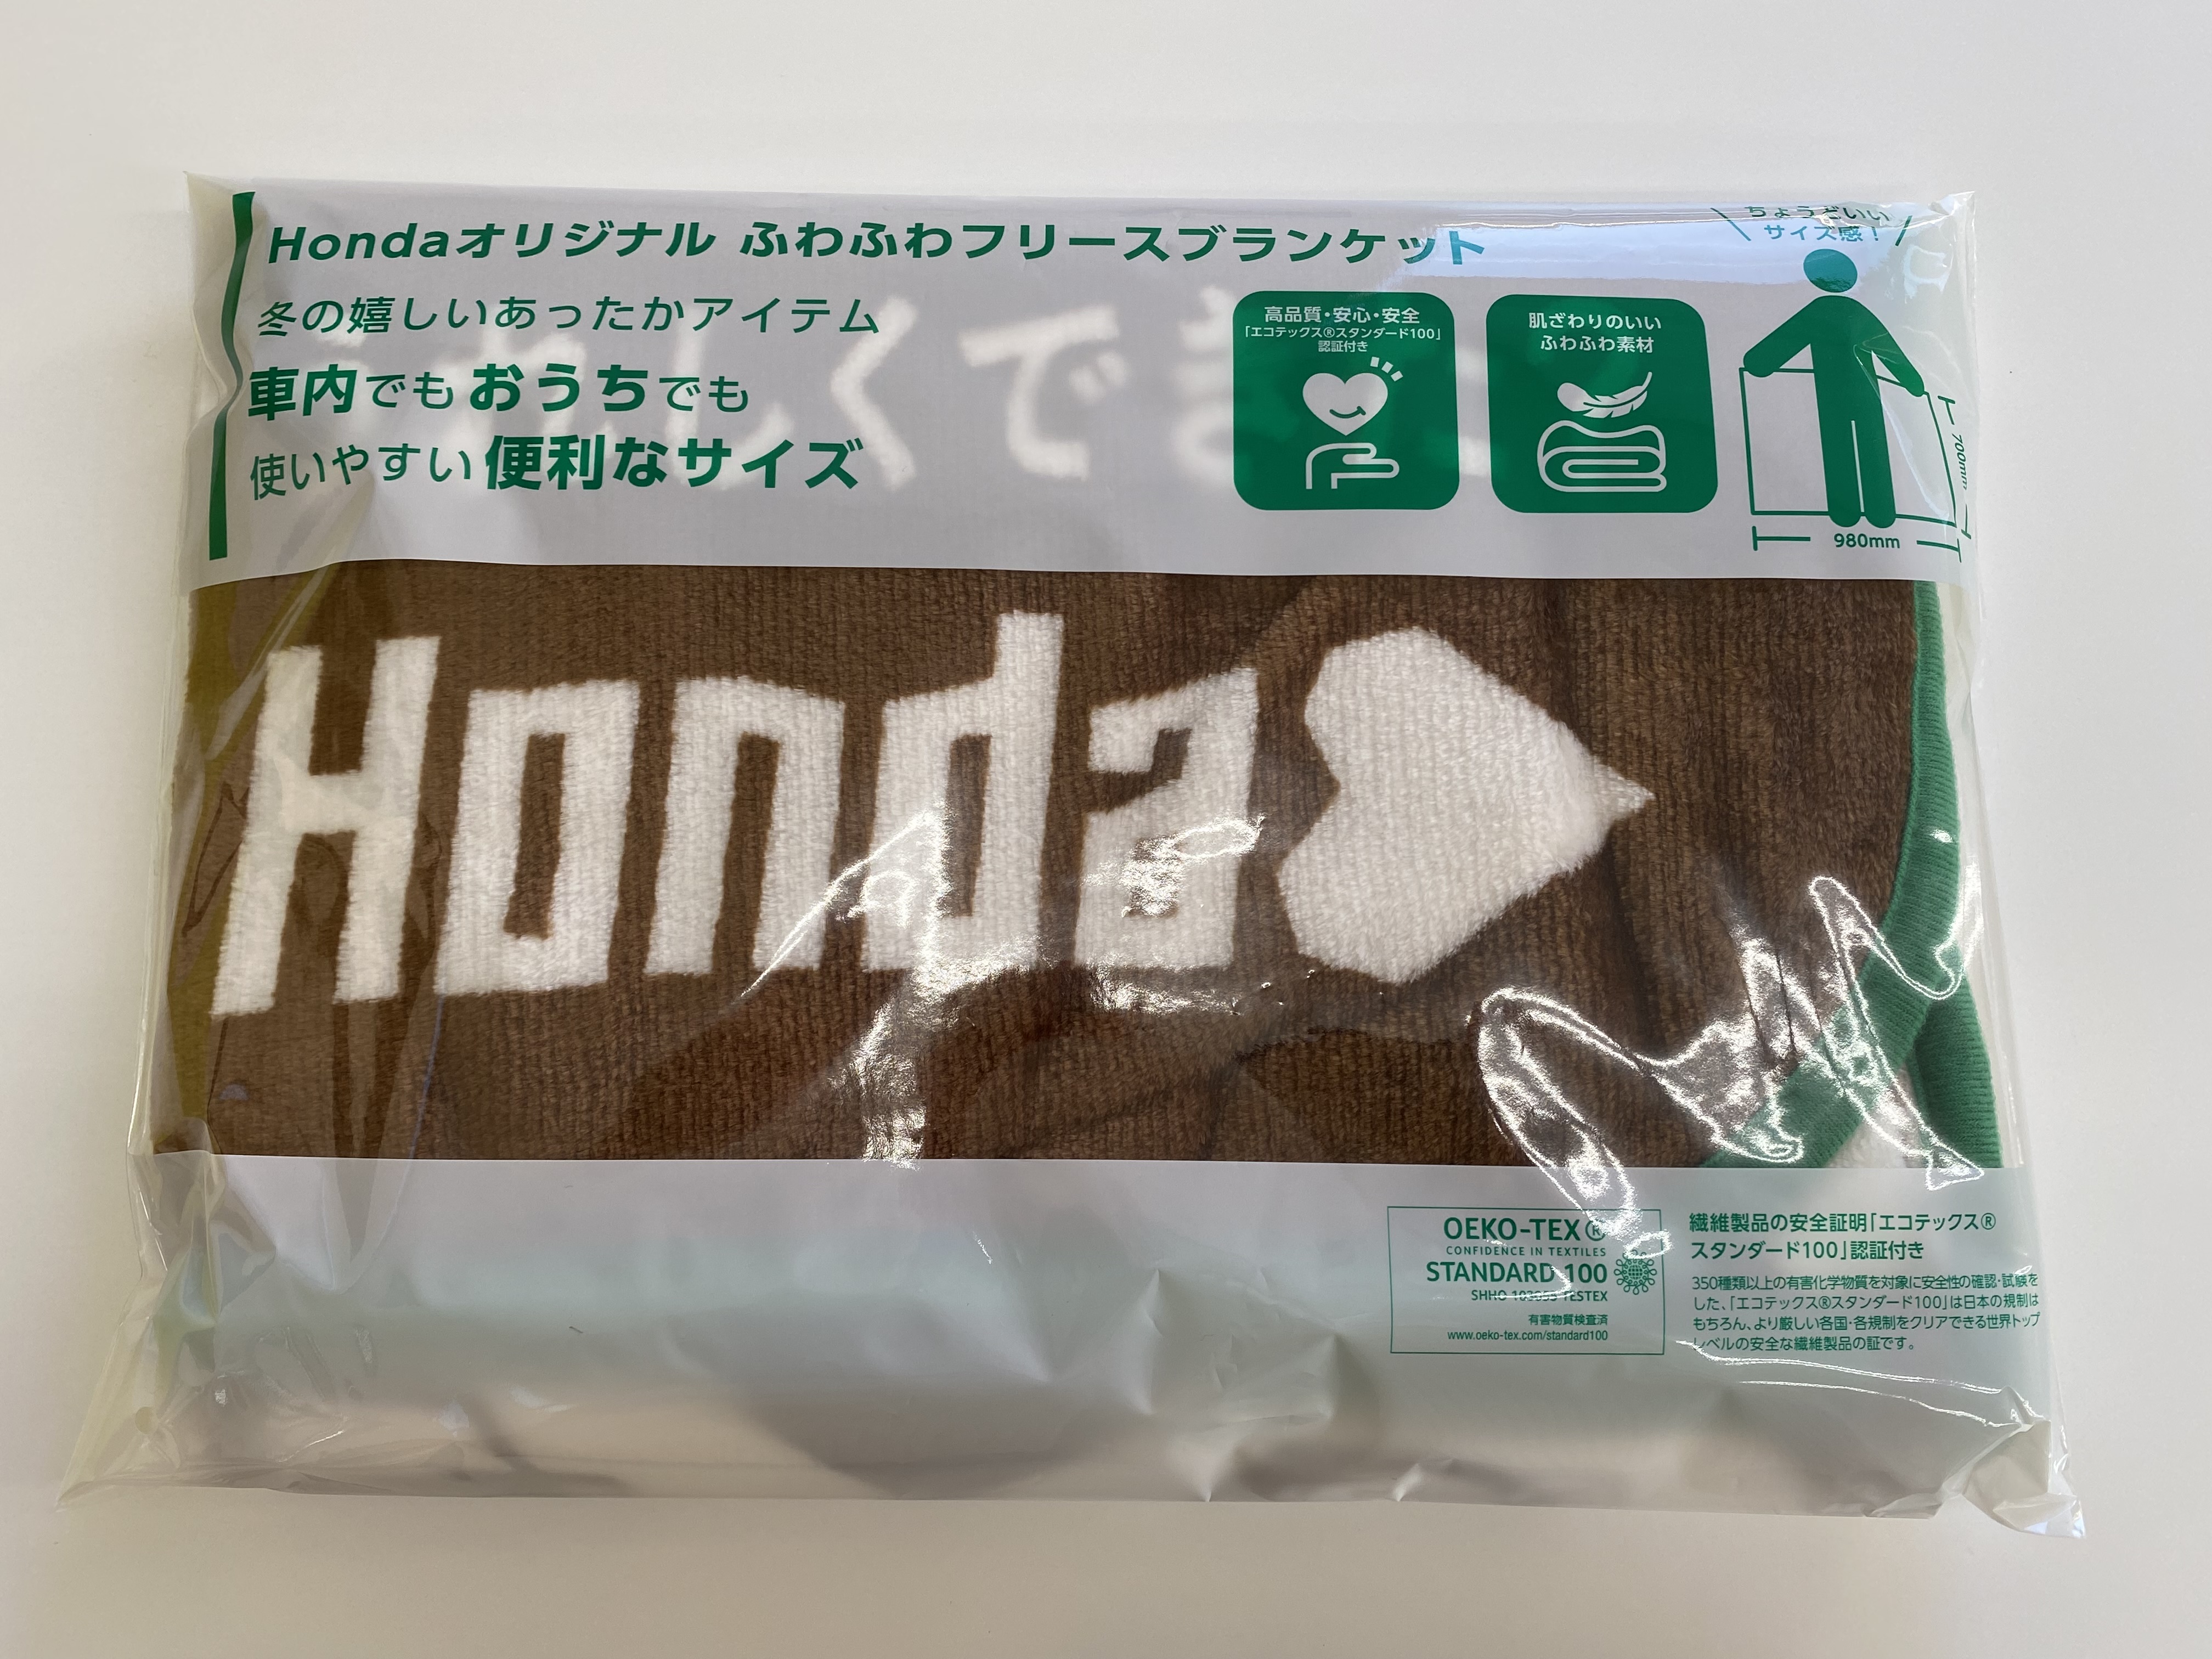 Hondaオリジナル ふわふわフリースブランケット
冬の嬉しいあったかアイテム
車内でもおうちでも
使いやすい便利なサイズ
高品質・安心・安全
「エコテックス®スタンダード100」
認証付き
肌ざわりのいい
ふわふわ素材
ちょうどいい
サイズ感！
700mm
980mm
Honda
OEKO-TEX®
CONFIDENCE IN TEXTILES
STANDARD 100
SHHO TESTEX
有害物質検査済
www.oeko-tex.com/standard100
繊維製品の安全証明「エコテックス®
スタンダード100」認証付き
350種類以上の有害化学物質を対象に安全性の確認・試験を
した、「エコテックス®スタンダード100」は日本の規制は
もちろん、より厳しい各国・各規制をクリアできる世界トップ
レベルの安全な繊維製品の証です。